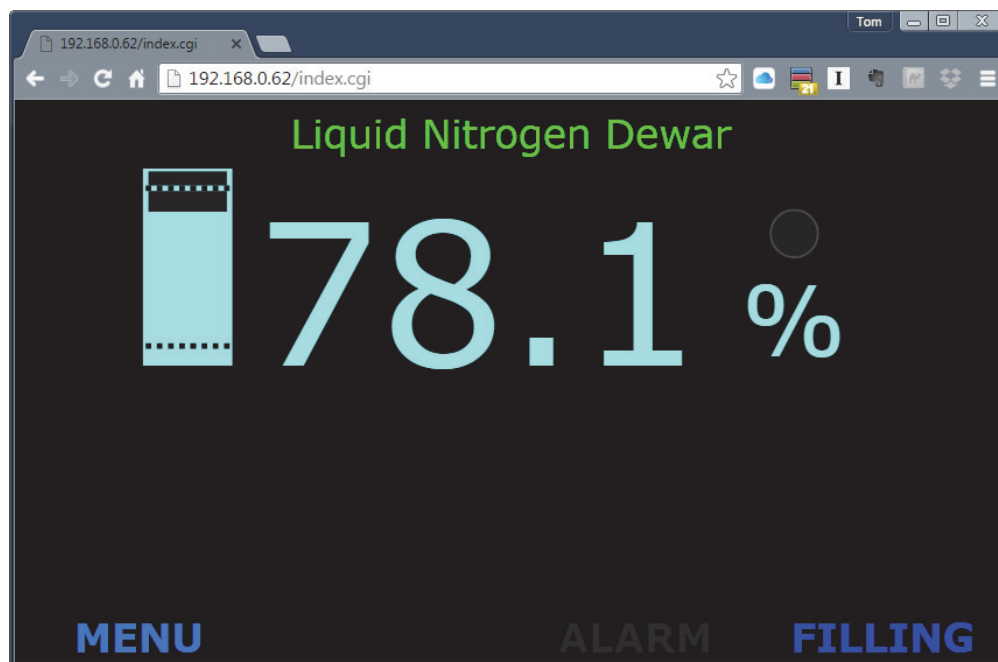 Tom
192.168.0.62/index.cgi
192.168.0.62/index.cgi
21
I
Liquid Nitrogen Dewar
78.1 %
MENU ALARM FILLING